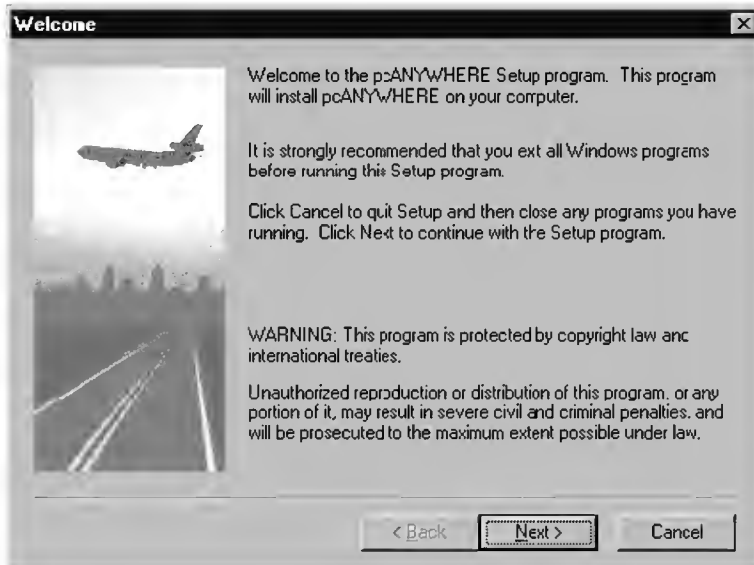 Welcome
Welcome to the pcANYWHERE Setup program. This program
will install pcANYWHERE on your computer.
It is strongly recommended that you exit all Windows programs
before running this Setup program.
Click Cancel to quit Setup and then close any programs you have
running. Click Next to continue with the Setup program.
WARNING: This program is protected by copyright law and
international treaties.
Unauthorized reproduction or distribution of this program, or any
portion of it, may result in severe civil and criminal penalties, and
will be prosecuted to the maximum extent possible under law.
< Back
Next >
Cancel